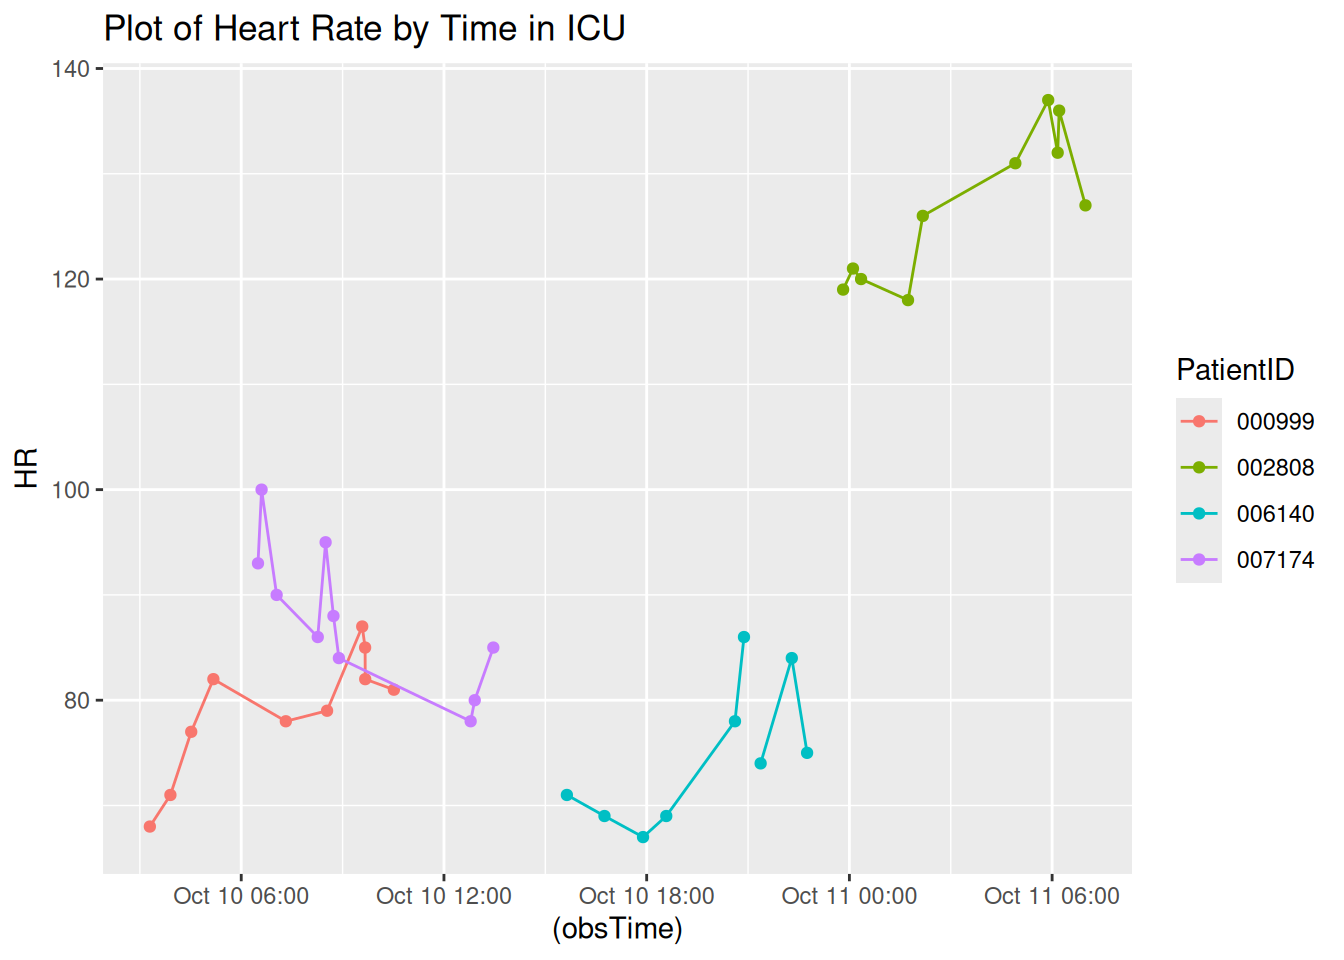 Plot of Heart Rate by Time in ICU
140
120
100
80
HR
Oct 10 06:00
Oct 10 12:00
Oct 10 18:00
Oct 11 00:00
Oct 11 06:00
(obsTime)
PatientID
000999
002808
006140
007174